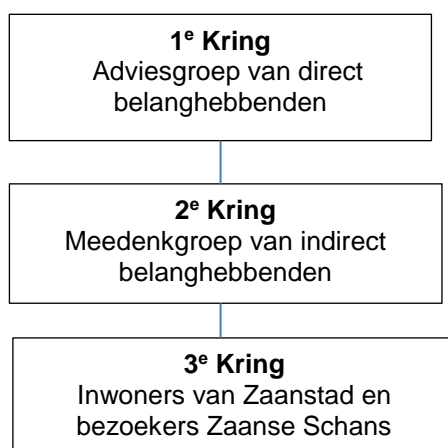 1e Kring
Adviesgroep van direct
belanghebbenden
2e Kring
Meedenkgroep van indirect
belanghebbenden
3e Kring
Inwoners van Zaanstad en
bezoekers Zaanse Schans